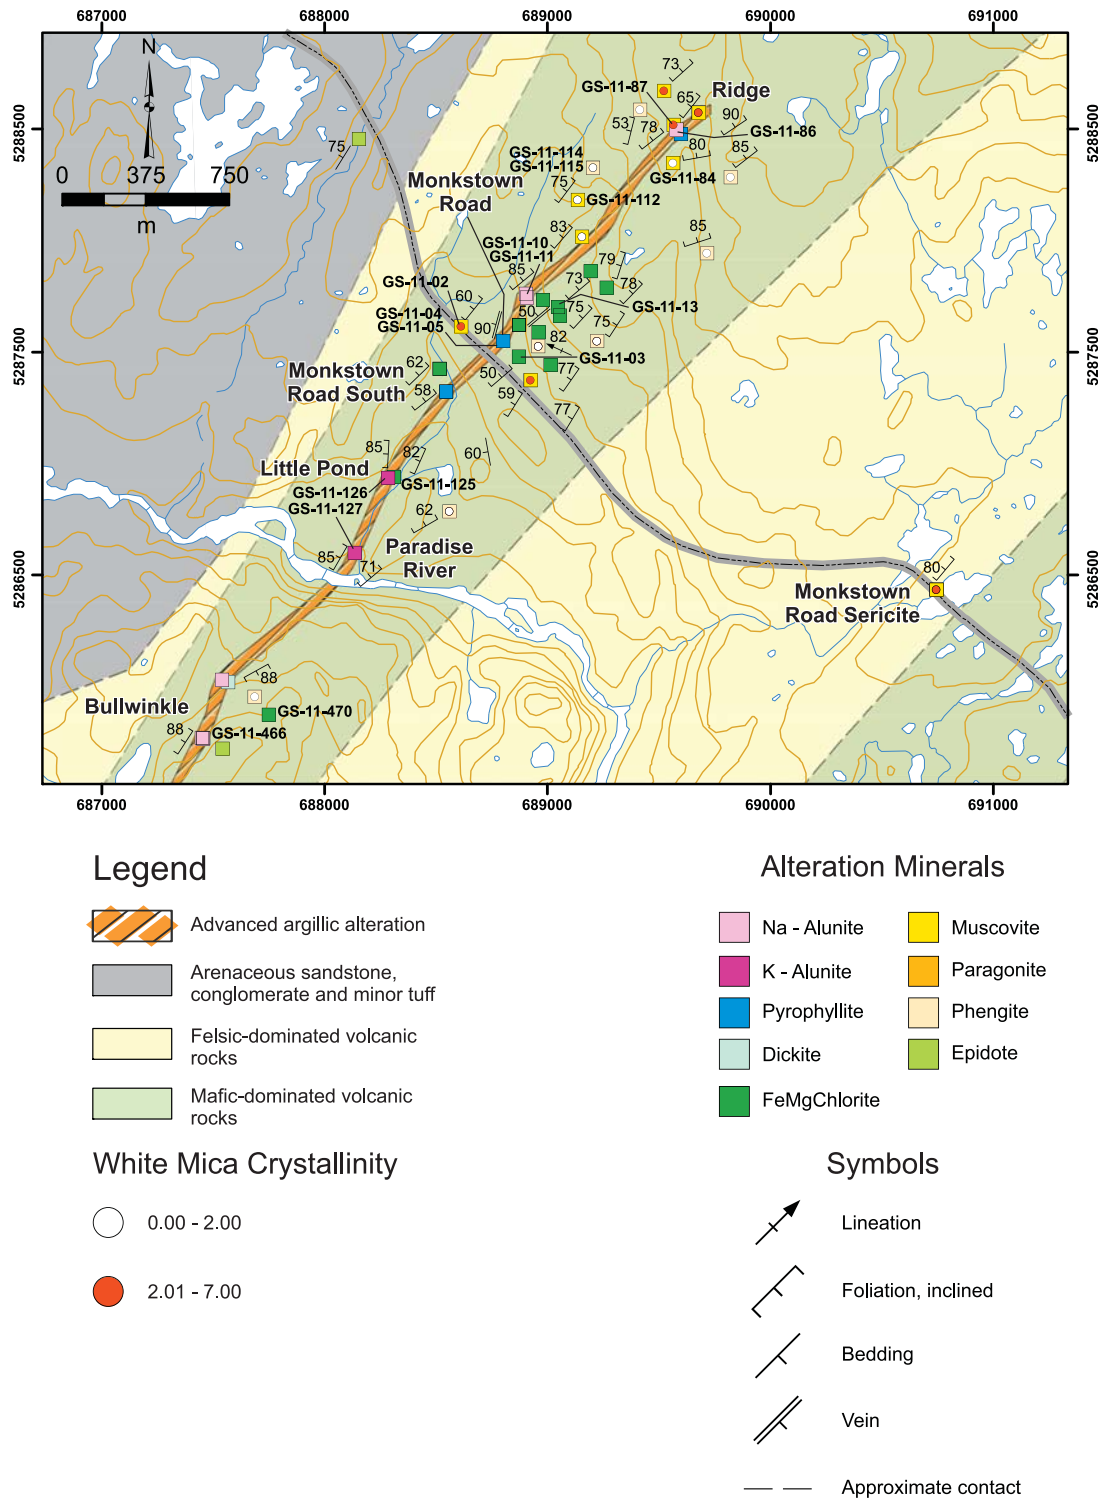 687000
688000
689000
690000
691000
N
0
375
750
m
5288500
5287500
5286500
75
73
GS-11-87
65
Ridge
90
53
78
GS-11-86
80
85
GS-11-114
GS-11-115
GS-11-84
Monkstown
Road
75
GS-11-112
83
85
GS-11-10
GS-11-11
79
85
73
78
GS-11-02
60
50
75
GS-11-13
GS-11-04
GS-11-05
90
75
82
GS-11-03
62
Monkstown
Road South
50
77
58
59
77
85
82
60
Little Pond
GS-11-125
GS-11-126
GS-11-127
62
85
71
Paradise
River
80
Monkstown
Road Sericite
88
Bullwinkle
GS-11-470
88
GS-11-466
5288500
5287500
5286500
687000
688000
689000
690000
691000
Legend
Advanced argillic alteration
Arenaceous sandstone,
conglomerate and minor tuff
Felsic-dominated volcanic
rocks
Mafic-dominated volcanic
rocks
White Mica Crystallinity
0.00 - 2.00
2.01 - 7.00
Alteration Minerals
Na - Alunite
K - Alunite
Pyrophyllite
Dickite
FeMgChlorite
Muscovite
Paragonite
Phengite
Epidote
Symbols
Lineation
Foliation, inclined
Bedding
Vein
Approximate contact